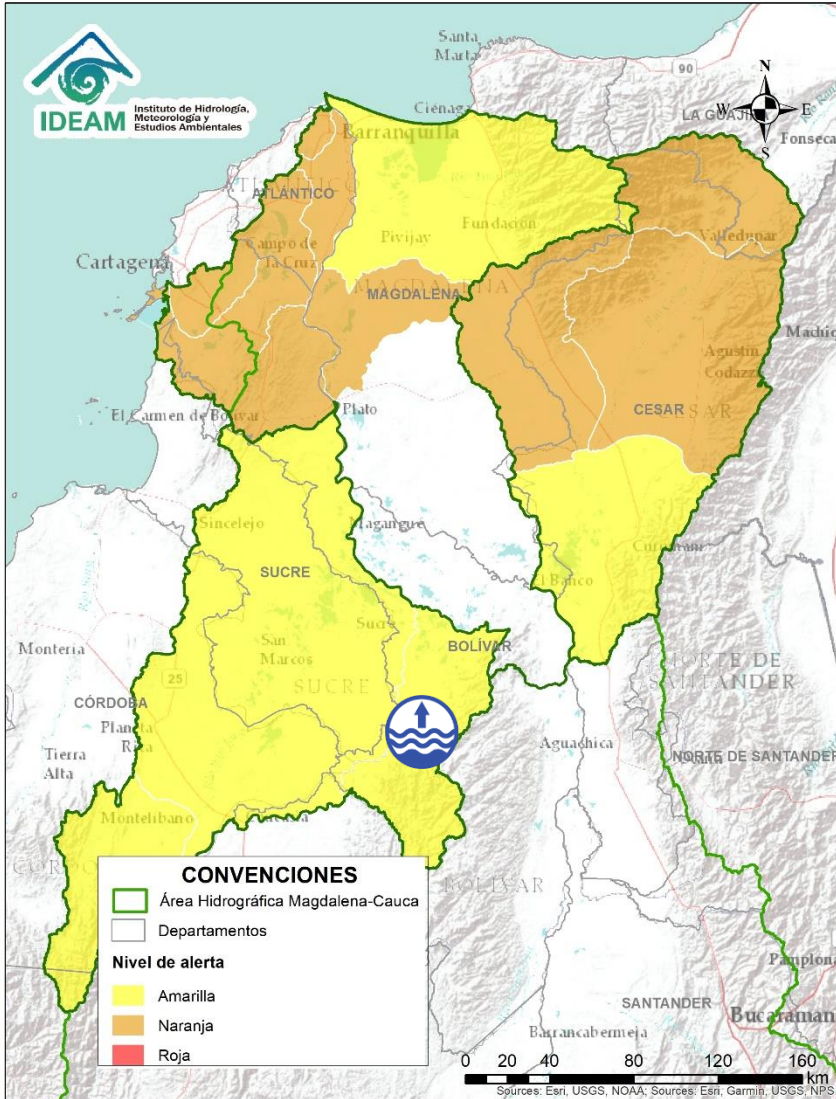 IDEAM
Instituto de Hidrología,
Meteorología y
Estudios Ambientales
Santa
Marta
90
N
W
E
S
LA GUAJI
Fonseca
Ciénaga
Barranquilla
ATLÁNTICO
Cartagena
Campo de
la Cruz
Pivijay
Fundación
Valledupar
MAGDALENA
Agustín
Codazzi
CESAR
CESAR
El Carmen de Bolívar
Plato
Sincelejo
Magangue
Curumaní
SUCRE
El Banco
Sucre
San
Marcos
BOLÍVAR
Montería
25
SUCRE
NORTE DE
SANTANDER
CÓRDOBA
Planeta
Rica
Tierra
Alta
Aguachica
NORTE DE SANTANDER
Montelíbano
BOLÍVAR
CONVENCIONES
Área Hidrográfica Magdalena-Cauca
Departamentos
Nivel de alerta
Amarilla
Naranja
Roja
Pamplona
SANTANDER
Bucaraman
Barrancabermeja
0 20 40 80 120 160
km
Sources: Esri, USGS, NOAA; Sources: Esri, Garmin, USGS, NPS